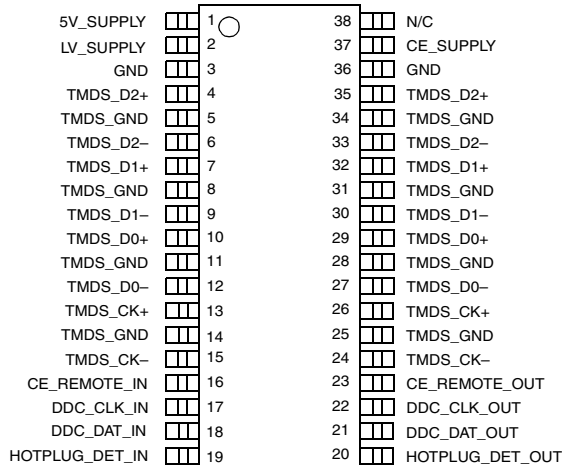 5V_SUPPLY 1 38 N/C
LV_SUPPLY 2 37 CE_SUPPLY
GND 3 36 GND
TMDS_D2+ 4 35 TMDS_D2+
TMDS_GND 5 34 TMDS_GND
TMDS_D2– 6 33 TMDS_D2–
TMDS_D1+ 7 32 TMDS_D1+
TMDS_GND 8 31 TMDS_GND
TMDS_D1– 9 30 TMDS_D1–
TMDS_D0+ 10 29 TMDS_D0+
TMDS_GND 11 28 TMDS_GND
TMDS_D0– 12 27 TMDS_D0–
TMDS_CK+ 13 26 TMDS_CK+
TMDS_GND 14 25 TMDS_GND
TMDS_CK– 15 24 TMDS_CK–
CE_REMOTE_IN 16 23 CE_REMOTE_OUT
DDC_CLK_IN 17 22 DDC_CLK_OUT
DDC_DAT_IN 18 21 DDC_DAT_OUT
HOTPLUG_DET_IN 19 20 HOTPLUG_DET_OUT